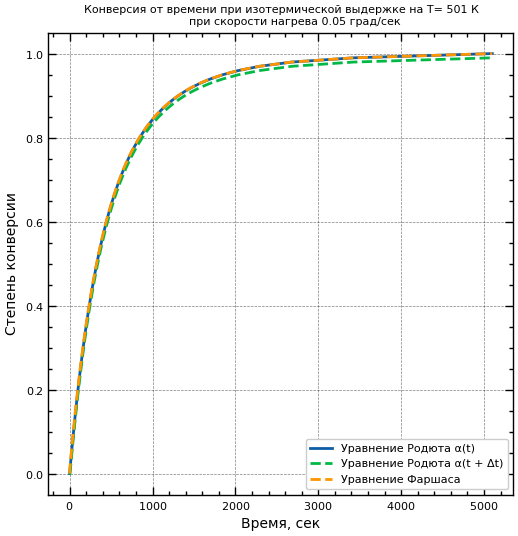 Конверсия от времени при изотермической выдержке на T= 501 К
при скорости нагрева 0.05 град/сек
1.0
0.8
0.6
0.4
0.2
0.0
Степень конверсии
0 1000 2000 3000 4000 5000
Время, сек
Уравнение Родюта α(t)
Уравнение Родюта α(t + Δt)
Уравнение Фаршаса